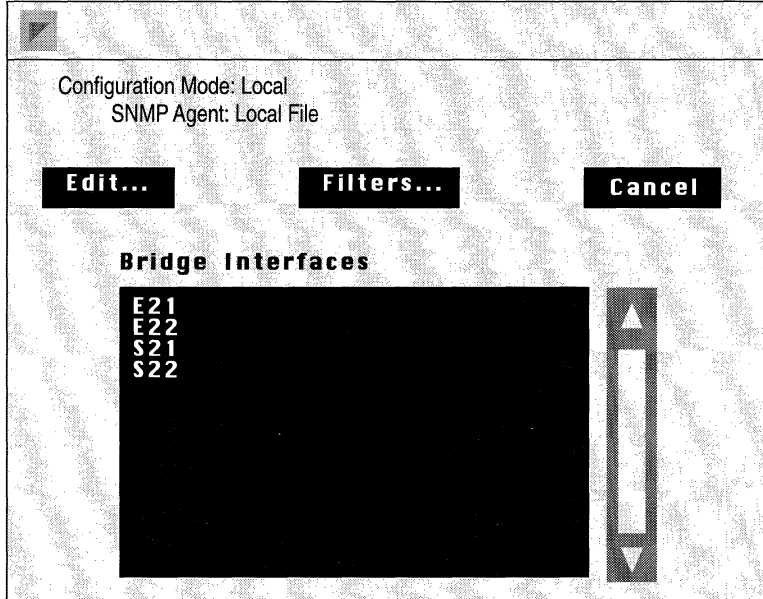 Configuration Mode: Local
SNMP Agent: Local File
Edit... Filters... Cancel
Bridge Interfaces
E21
E22
S21
S22